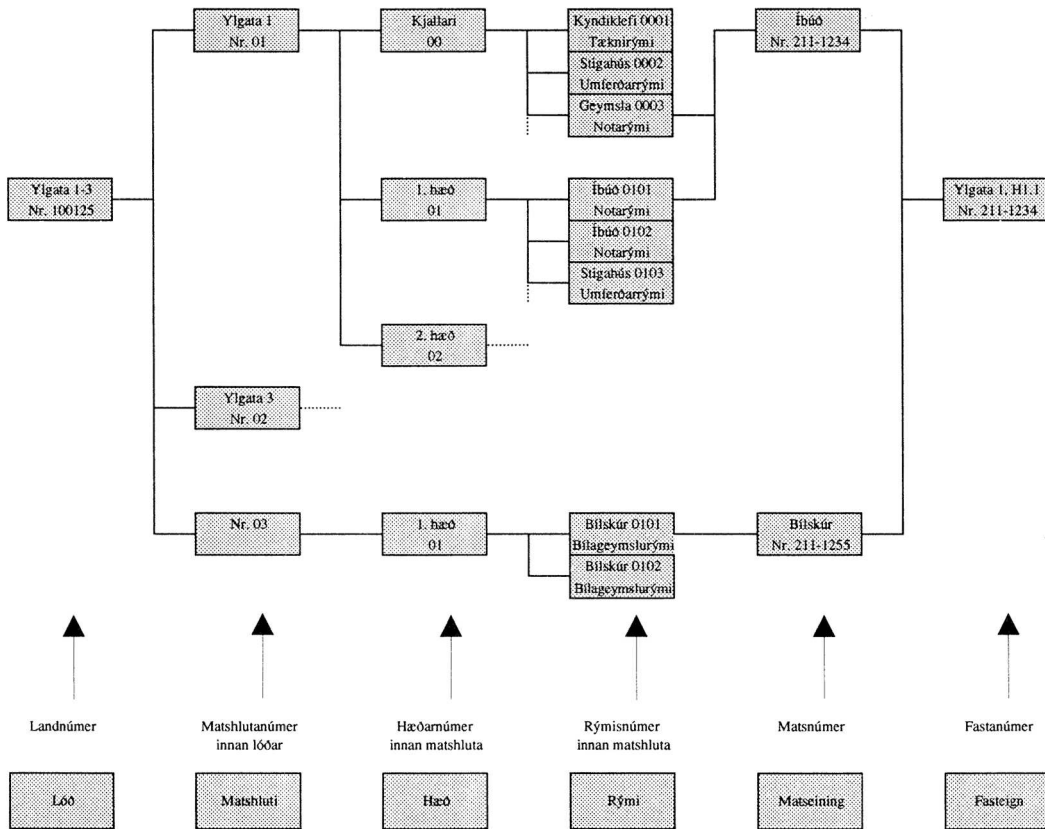 Ylgata 1-3
Nr. 100125
Ylgata 1
Nr. 01
Ylgata 3
Nr. 02
Nr. 03
Kjallari
00
1. hæð
01
2. hæð
02
1. hæð
01
Kyndiklefi 0001
Tæknirými
Stigahús 0002
Umferðarrými
Geymsla 0003
Notarými
Íbúð 0101
Notarými
Íbúð 0102
Notarými
Stigahús 0103
Umferðarrými
Bílskúr 0101
Bílageymslurými
Bílskúr 0102
Bílageymslurými
Íbúð
Nr. 211-1234
Bílskúr
Nr. 211-1255
Ylgata 1, H1.1
Nr. 211-1234
Landnúmer
Matshlutanúmer
innan lóðar
Hæðarnúmer
innan matshluta
Rýmisnúmer
innan matshluta
Matsnúmer
Fastanúmer
Lóð
Matshluti
Hæð
Rými
Matseining
Fasteign